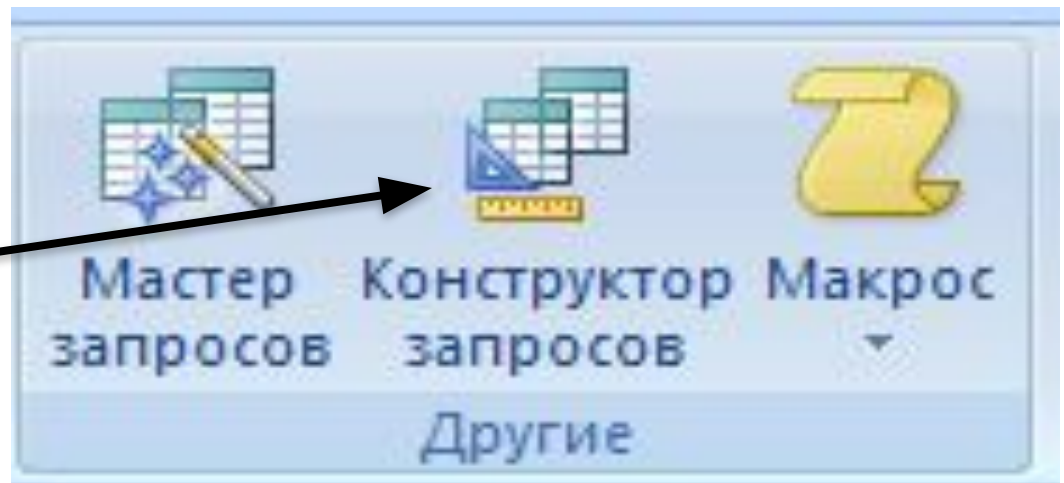 Мастер запросов
Конструктор запросов
Макрос
Другие